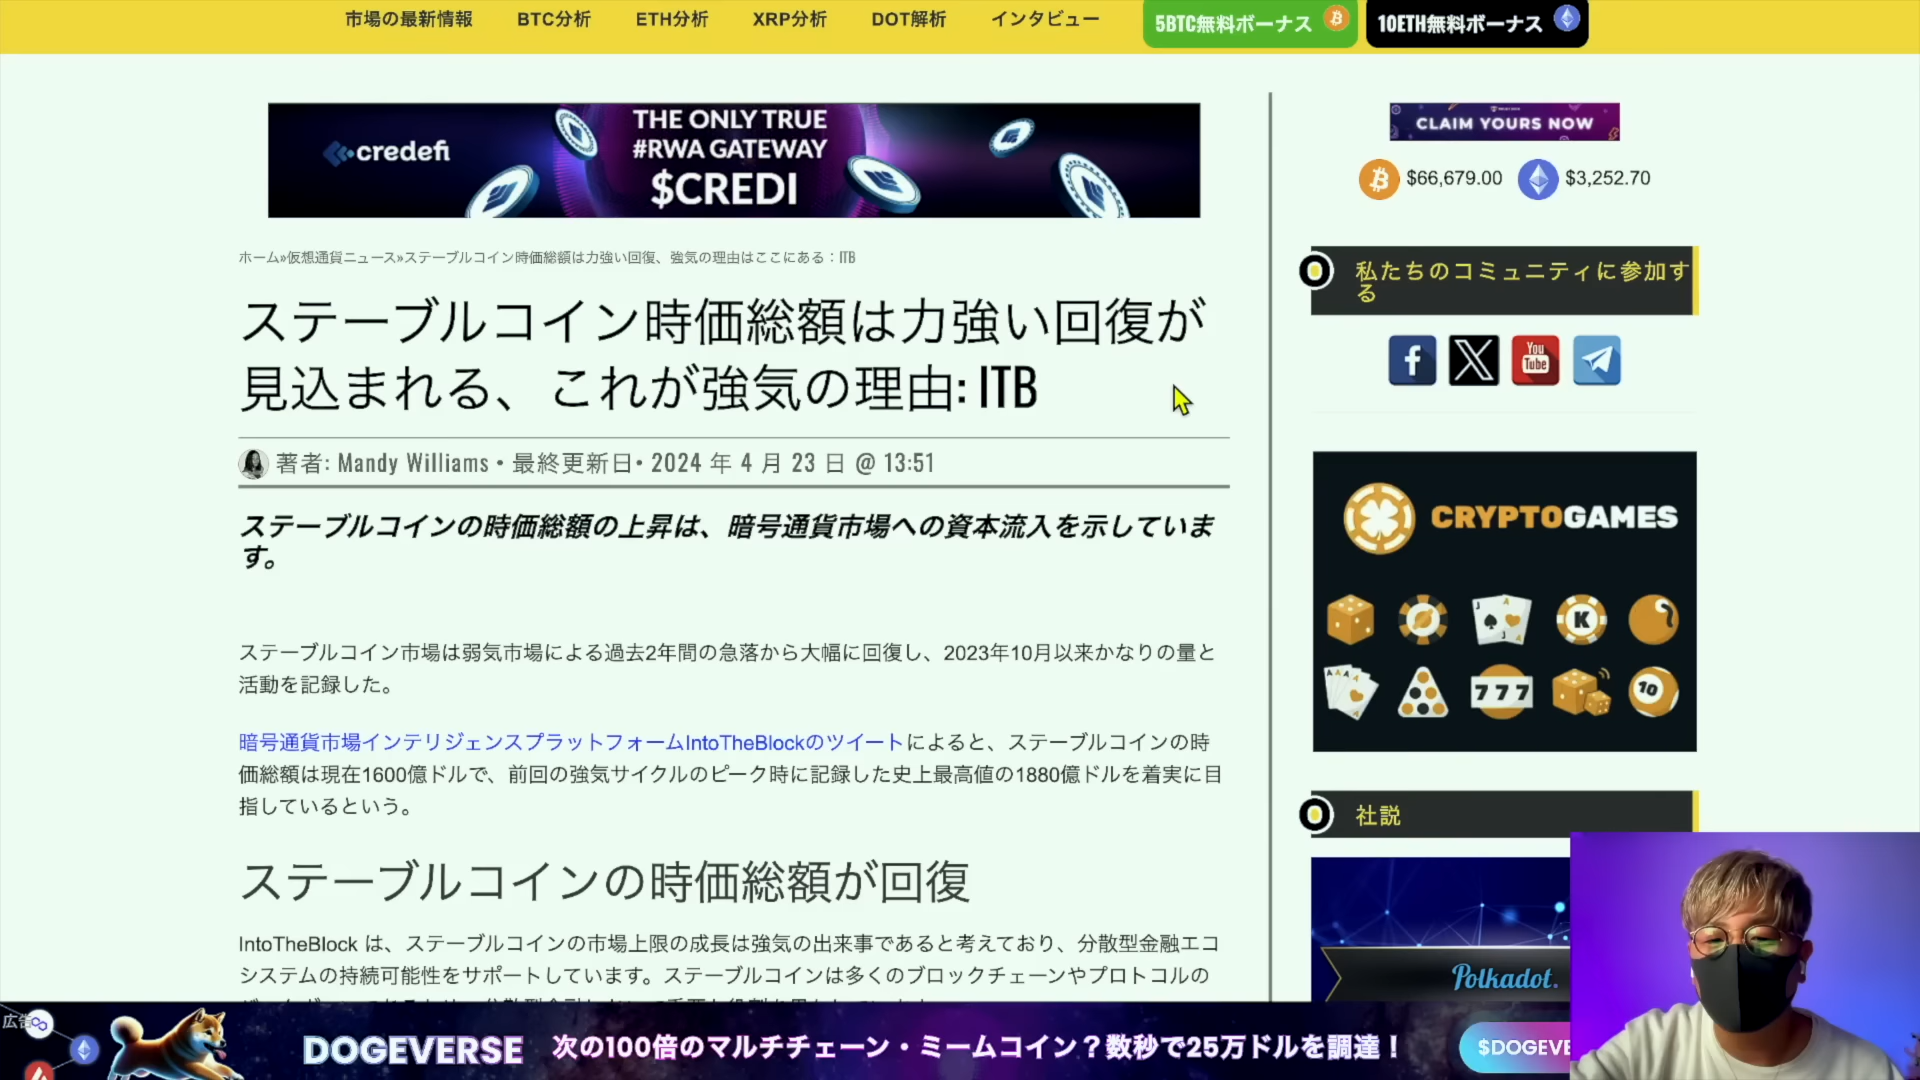 市場の最新情報 BTC分析 ETH分析 XRP分析 DOT解析 インタビュー 5BTC無料ボーナス 10ETH無料ボーナス
credefi
THE ONLY TRUE
#RWA GATEWAY
$CREDI
CLAIM YOURS NOW
$66,679.00 $3,252.70
ホーム»仮想通貨ニュース»ステーブルコイン時価総額は力強い回復、強気の理由はここにある：ITB
私たちのコミュニティに参加す
る
ステーブルコイン時価総額は力強い回復が
見込まれる、これが強気の理由: ITB
f X You Tube
著者: Mandy Williams • 最終更新日• 2024 年 4 月 23 日 @ 13:51
ステーブルコインの時価総額の上昇は、暗号通貨市場への資本流入を示していま
す。
CRYPTOGAMES
K
777
10
ステーブルコイン市場は弱気市場による過去2年間の急落から大幅に回復し、2023年10月以来かなりの量と
活動を記録した。
暗号通貨市場インテリジェンスプラットフォームIntoTheBlockのツイートによると、ステーブルコインの時
価総額は現在1600億ドルで、前回の強気サイクルのピーク時に記録した史上最高値の1880億ドルを着実に目
指しているという。
社説
ステーブルコインの時価総額が回復
IntoTheBlock は、ステーブルコインの市場上限の成長は強気の出来事であると考えており、分散型金融エコ
システムの持続可能性をサポートしています。ステーブルコインは多くのブロックチェーンやプロトコルの
Polkadot.
広告
DOGEVERSE 次の100倍のマルチチェーン・ミームコイン？数秒で25万ドルを調達！ $DOGEVE